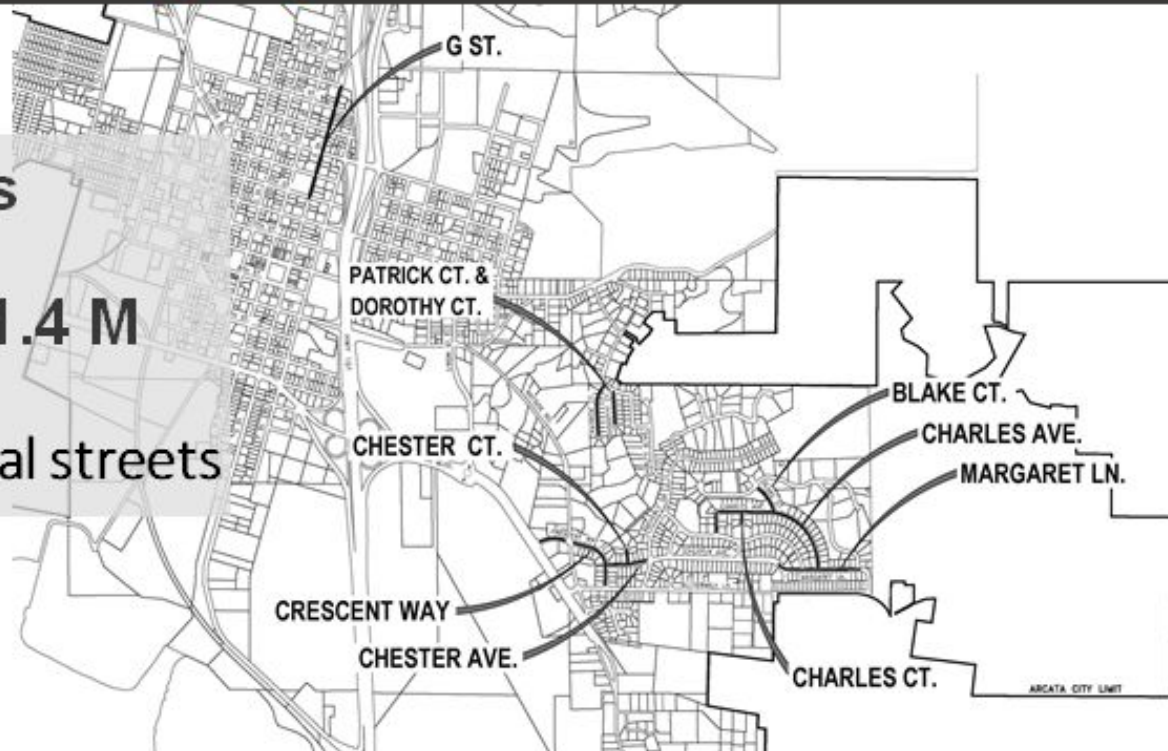 G ST.
s
1.4 M
al streets
PATRICK CT. &
DOROTHY CT.
CHESTER CT.
BLAKE CT.
CHARLES AVE.
MARGARET LN.
CRESCENT WAY
CHESTER AVE.
CHARLES CT.
ARCATA CITY LIMIT